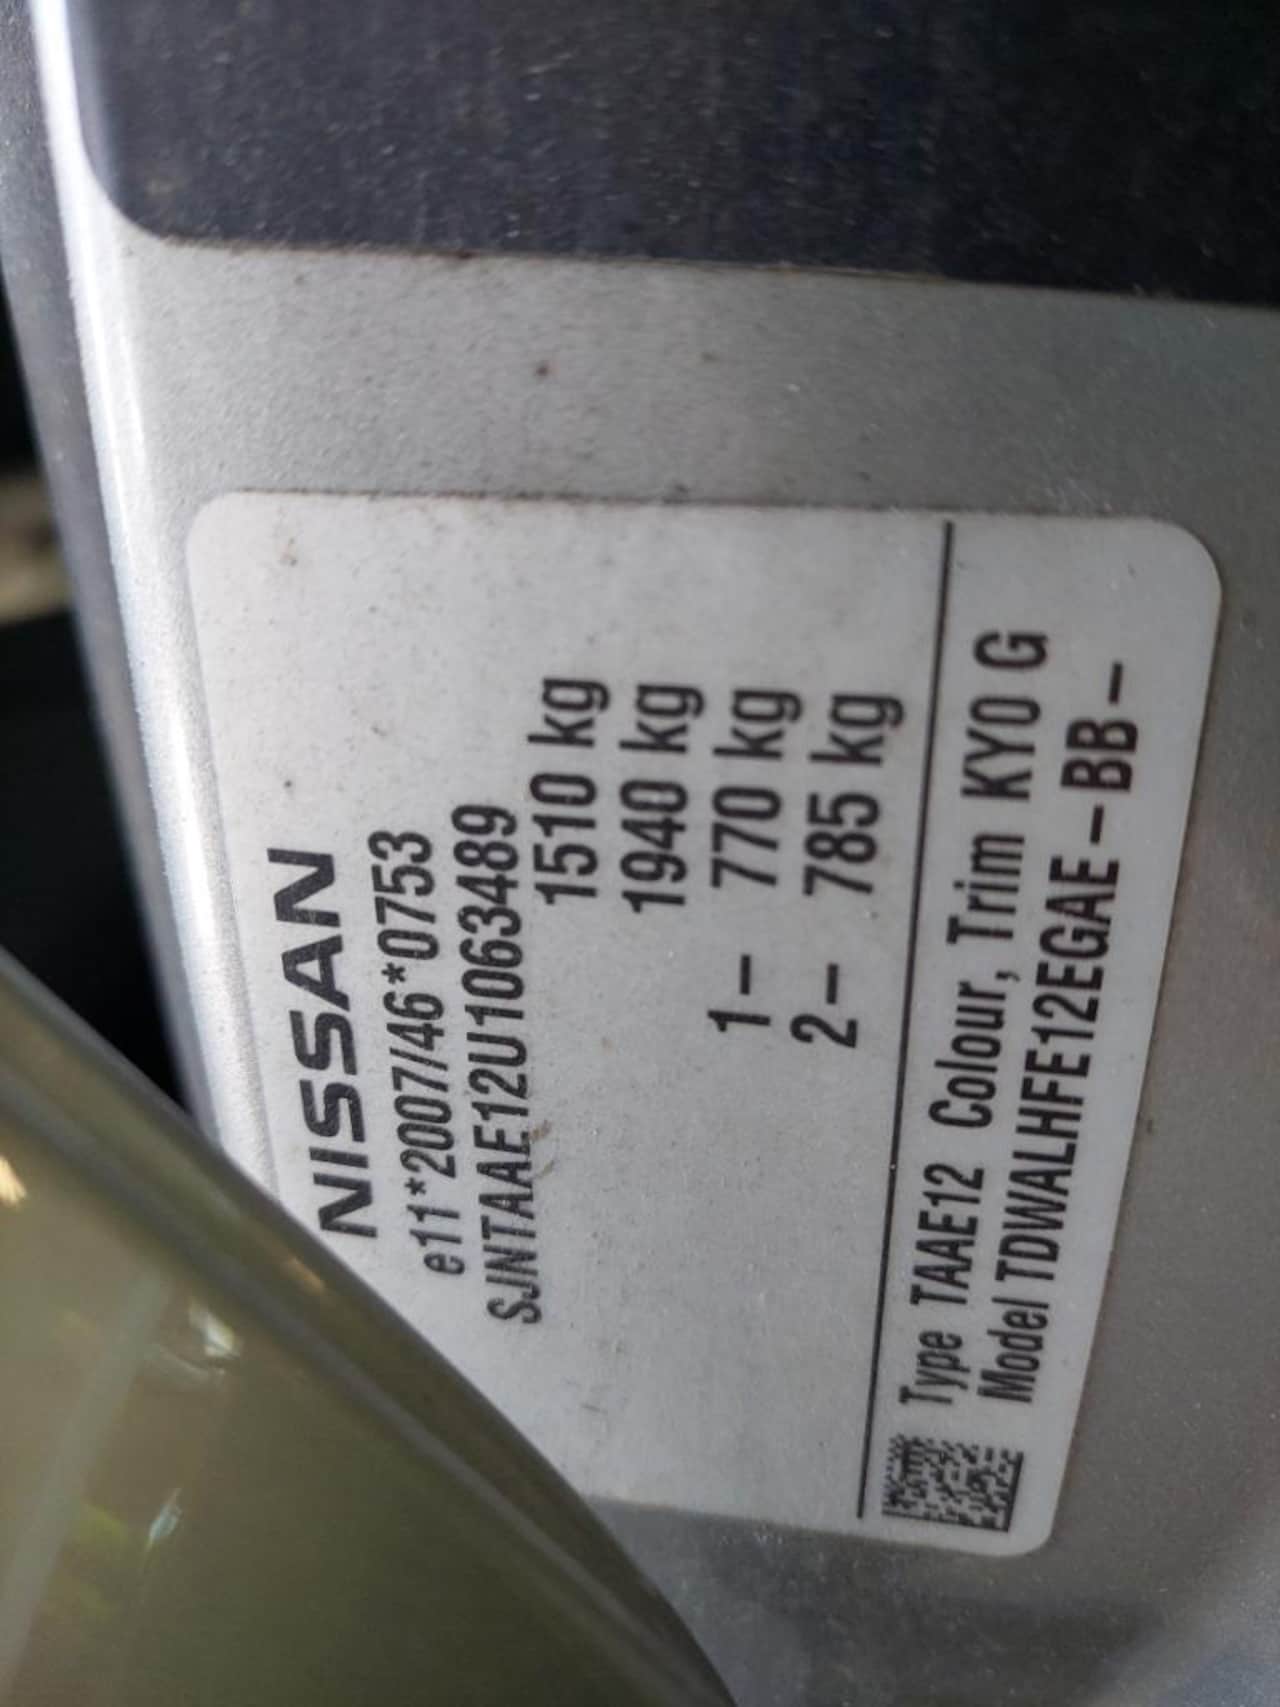 NISSAN
e11*2007/46*0753
SJNTAAE12U1063489
1510 kg
1940 kg
1- 770 kg
2- 785 kg
Type TAAE12 Colour, Trim KY0 G
Model TDWALHFE12EGAE-BB-